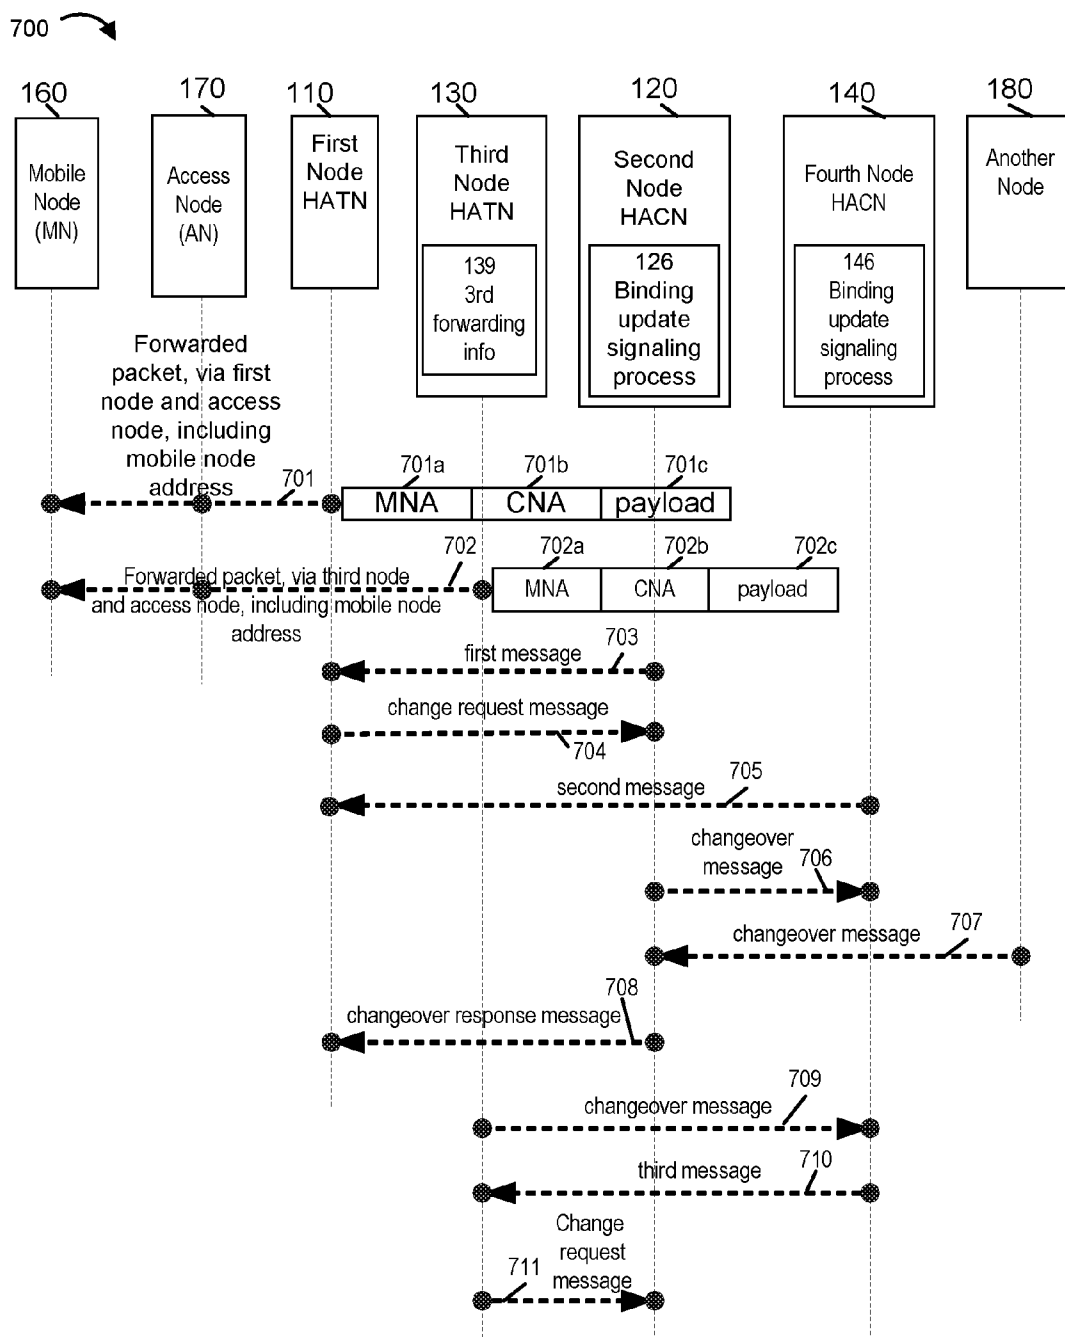 700
160
170
110
130
120
140
180
Mobile
Node
(MN)
Access
Node
(AN)
First
Node
HATN
Third
Node
HATN
139
3rd
forwarding
info
Second
Node
HACN
126
Binding
update
signaling
process
Fourth Node
HACN
146
Binding
update
signaling
process
Another
Node
Forwarded
packet, via first
node and access
node, including
mobile node
address
701
701a
701b
701c
MNA
CNA
payload
702
702a
702b
702c
Forwarded packet, via third node
and access node, including mobile node
address
MNA
CNA
payload
703
first message
change request message
704
705
second message
changeover
message
706
707
changeover message
708
changeover response message
709
changeover message
710
third message
Change
request
message
711